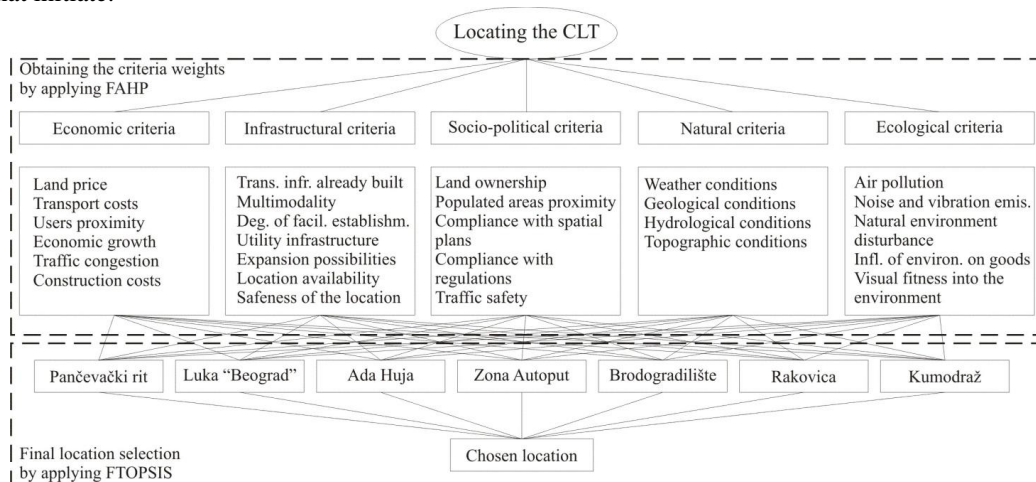 Locating the CLT
Obtaining the criteria weights
by applying FAHP
Economic criteria
Infrastructural criteria
Socio-political criteria
Natural criteria
Ecological criteria
Land price
Transport costs
Users proximity
Economic growth
Traffic congestion
Construction costs
Trans. infr. already built
Multimodality
Deg. of facil. establishm.
Utility infrastructure
Expansion possibilities
Location availability
Safeness of the location
Land ownership
Populated areas proximity
Compliance with spatial
plans
Compliance with
regulations
Traffic safety
Weather conditions
Geological conditions
Hydrological conditions
Topographic conditions
Air pollution
Noise and vibration emis.
Natural environment
disturbance
Infl. of environ. on goods
Visual fitness into the
environment
Pančevački rit
Luka “Beograd”
Ada Huja
Zona Autoput
Brodogradilište
Rakovica
Kumodraž
Chosen location
Final location selection
by applying FTOPSIS